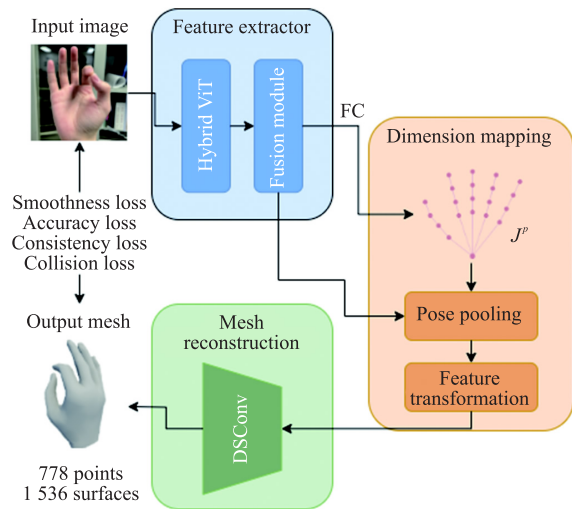 Input image
Feature extractor
Hybrid ViT
Fusion module
FC
Dimension mapping
J^p
Pose pooling
Feature
transformation
Smoothness loss
Accuracy loss
Consistency loss
Collision loss
Output mesh
Mesh
reconstruction
DSConv
778 points
1 536 surfaces